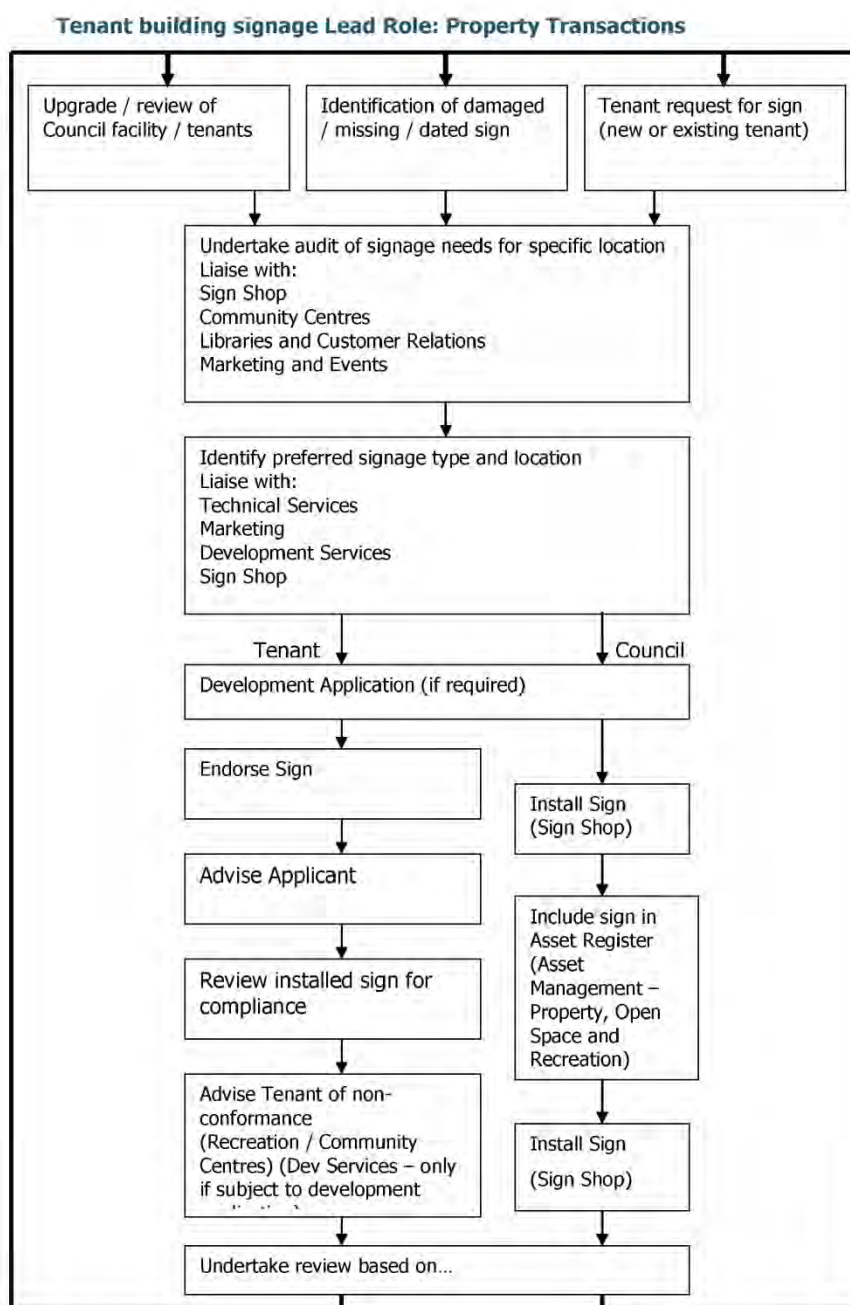 Tenant building signage Lead Role: Property Transactions
Upgrade / review of
Council facility / tenants
Identification of damaged
/ missing / dated sign
Tenant request for sign
(new or existing tenant)
Undertake audit of signage needs for specific location
Liaise with:
Sign Shop
Community Centres
Libraries and Customer Relations
Marketing and Events
Identify preferred signage type and location
Liaise with:
Technical Services
Marketing
Development Services
Sign Shop
Tenant
Council
Development Application (if required)
Endorse Sign
Advise Applicant
Review installed sign for
compliance
Advise Tenant of non-
conformance
(Recreation / Community
Centres) (Dev Services – only
if subject to development
Install Sign
(Sign Shop)
Include sign in
Asset Register
(Asset
Management –
Property, Open
Space and
Recreation)
Install Sign
(Sign Shop)
Undertake review based on…